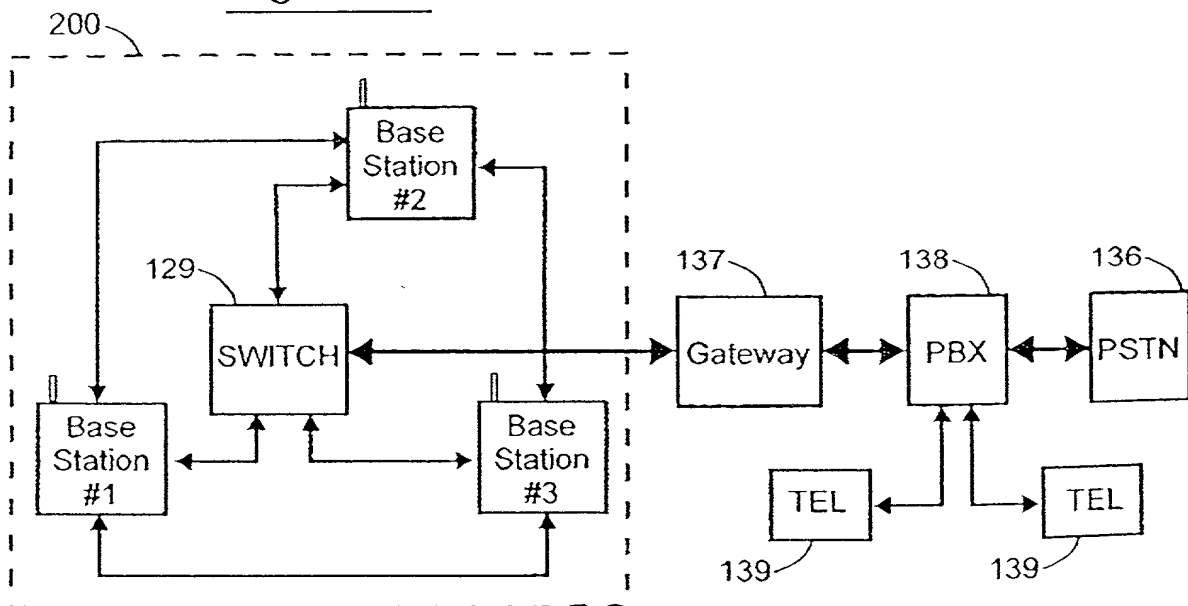 200
Base
Station
#2
129
SWITCH
137
Gateway
138
PBX
136
PSTN
Base
Station
#1
Base
Station
#3
TEL
139
TEL
139